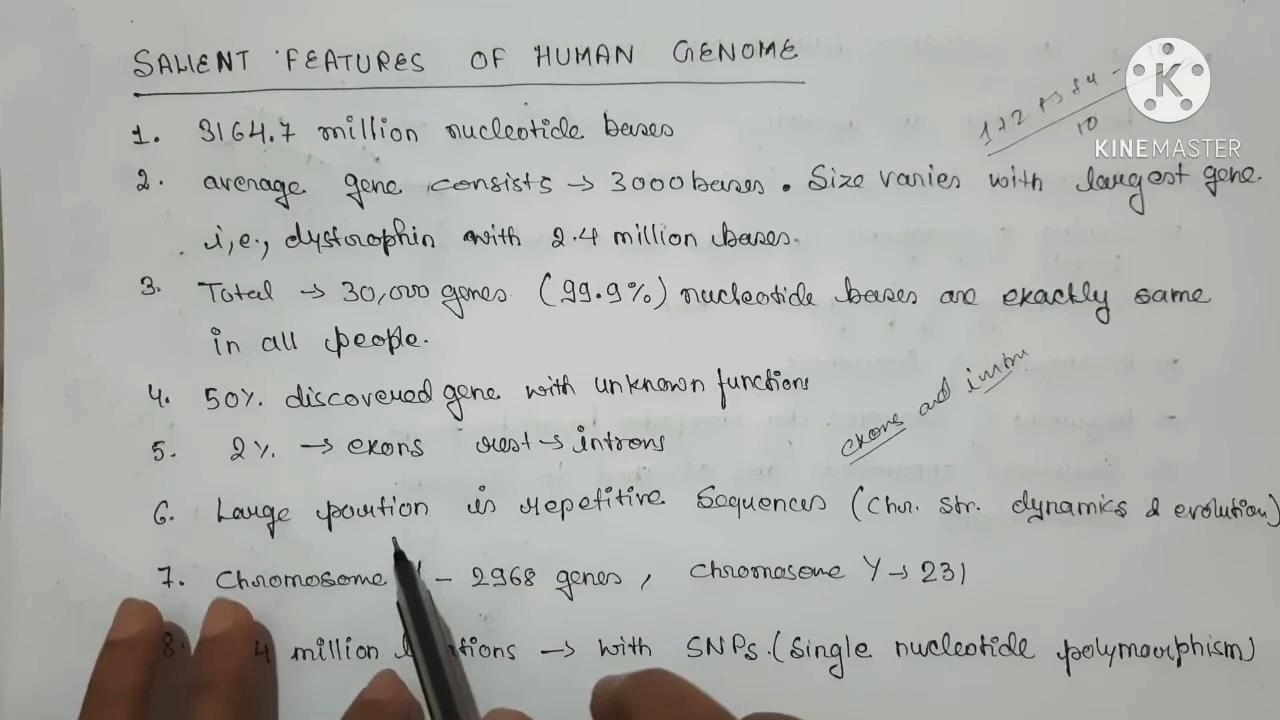 SALIENT FEATURES OF HUMAN GENOME
KINEMASTER
1. 3164.7 million nucleotide bases
10
2. average gene consists → 3000 bases. Size varies with largest gene.
i,e., dystrophin with 2.4 million bases.
3. Total → 30,000 genes (99.9%) nucleotide bases are exactly same
in all people.
4. 50% discovered gene with unknown functions
exons and
5. 2% → exons rest → introns
6. Large portion is repetitive sequences (chr. str. dynamics & evolution)
7. Chromosome - 2968 genes, chromosome Y → 231
8. 4 million → with SNPs. (single nucleotide polymorphism)